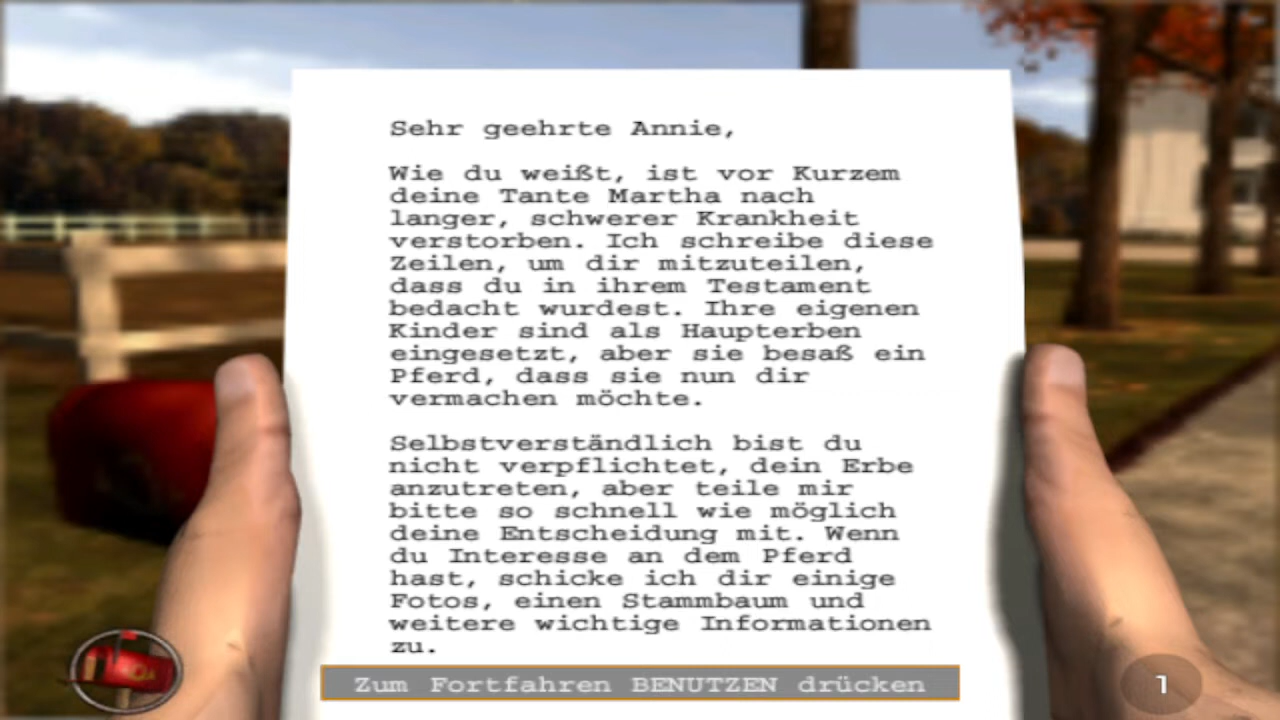 Sehr geehrte Annie,
Wie du weißt, ist vor Kurzem
deine Tante Martha nach
langer, schwerer Krankheit
verstorben. Ich schreibe diese
Zeilen, um dir mitzuteilen,
dass du in ihrem Testament
bedacht wurdest. Ihre eigenen
Kinder sind als Haupterben
eingesetzt, aber sie besaß ein
Pferd, dass sie nun dir
vermachen möchte.
Selbstverständlich bist du
nicht verpflichtet, dein Erbe
anzutreten, aber teile mir
bitte so schnell wie möglich
deine Entscheidung mit. Wenn
du Interesse an dem Pferd
hast, schicke ich dir einige
Fotos, einen Stammbaum und
weitere wichtige Informationen
zu.
Zum Fortfahren BENUTZEN drücken
1